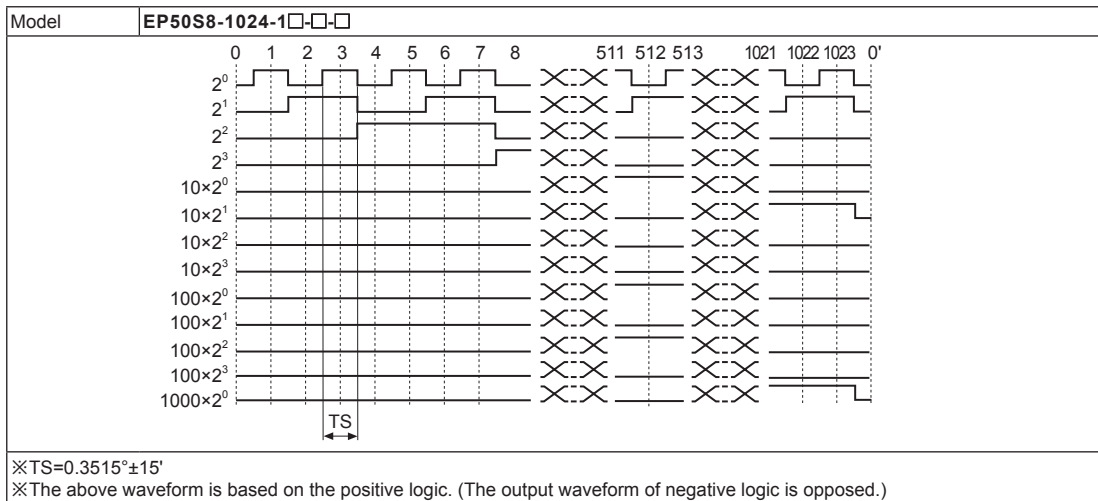 Model EP50S8-1024-1□-□-□
0 1 2 3 4 5 6 7 8 511 512 513 1021 1022 1023 0'
2⁰
2¹
2²
2³
10×2⁰
10×2¹
10×2²
10×2³
100×2⁰
100×2¹
100×2²
100×2³
1000×2⁰
TS
※TS=0.3515°±15'
※The above waveform is based on the positive logic. (The output waveform of negative logic is opposed.)